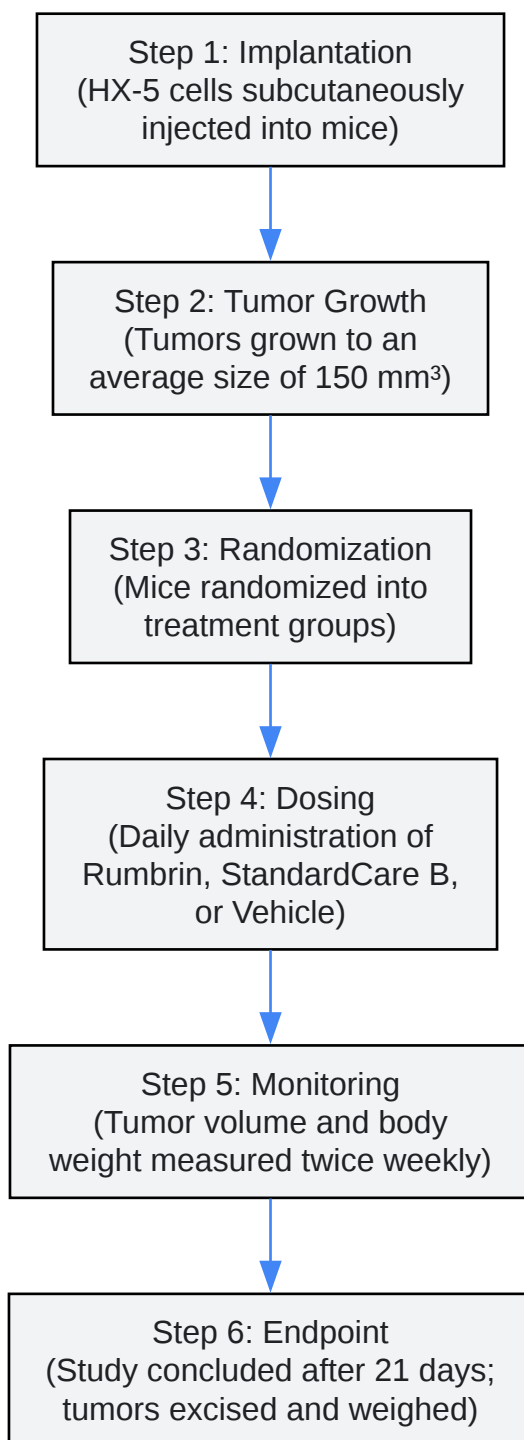 Step 1: Implantation
(HX-5 cells subcutaneously
injected into mice)
Step 2: Tumor Growth
(Tumors grown to an
average size of 150 mm³)
Step 3: Randomization
(Mice randomized into
treatment groups)
Step 4: Dosing
(Daily administration of
Rumbrin, StandardCare B,
or Vehicle)
Step 5: Monitoring
(Tumor volume and body
weight measured twice weekly)
Step 6: Endpoint
(Study concluded after 21 days;
tumors excised and weighed)